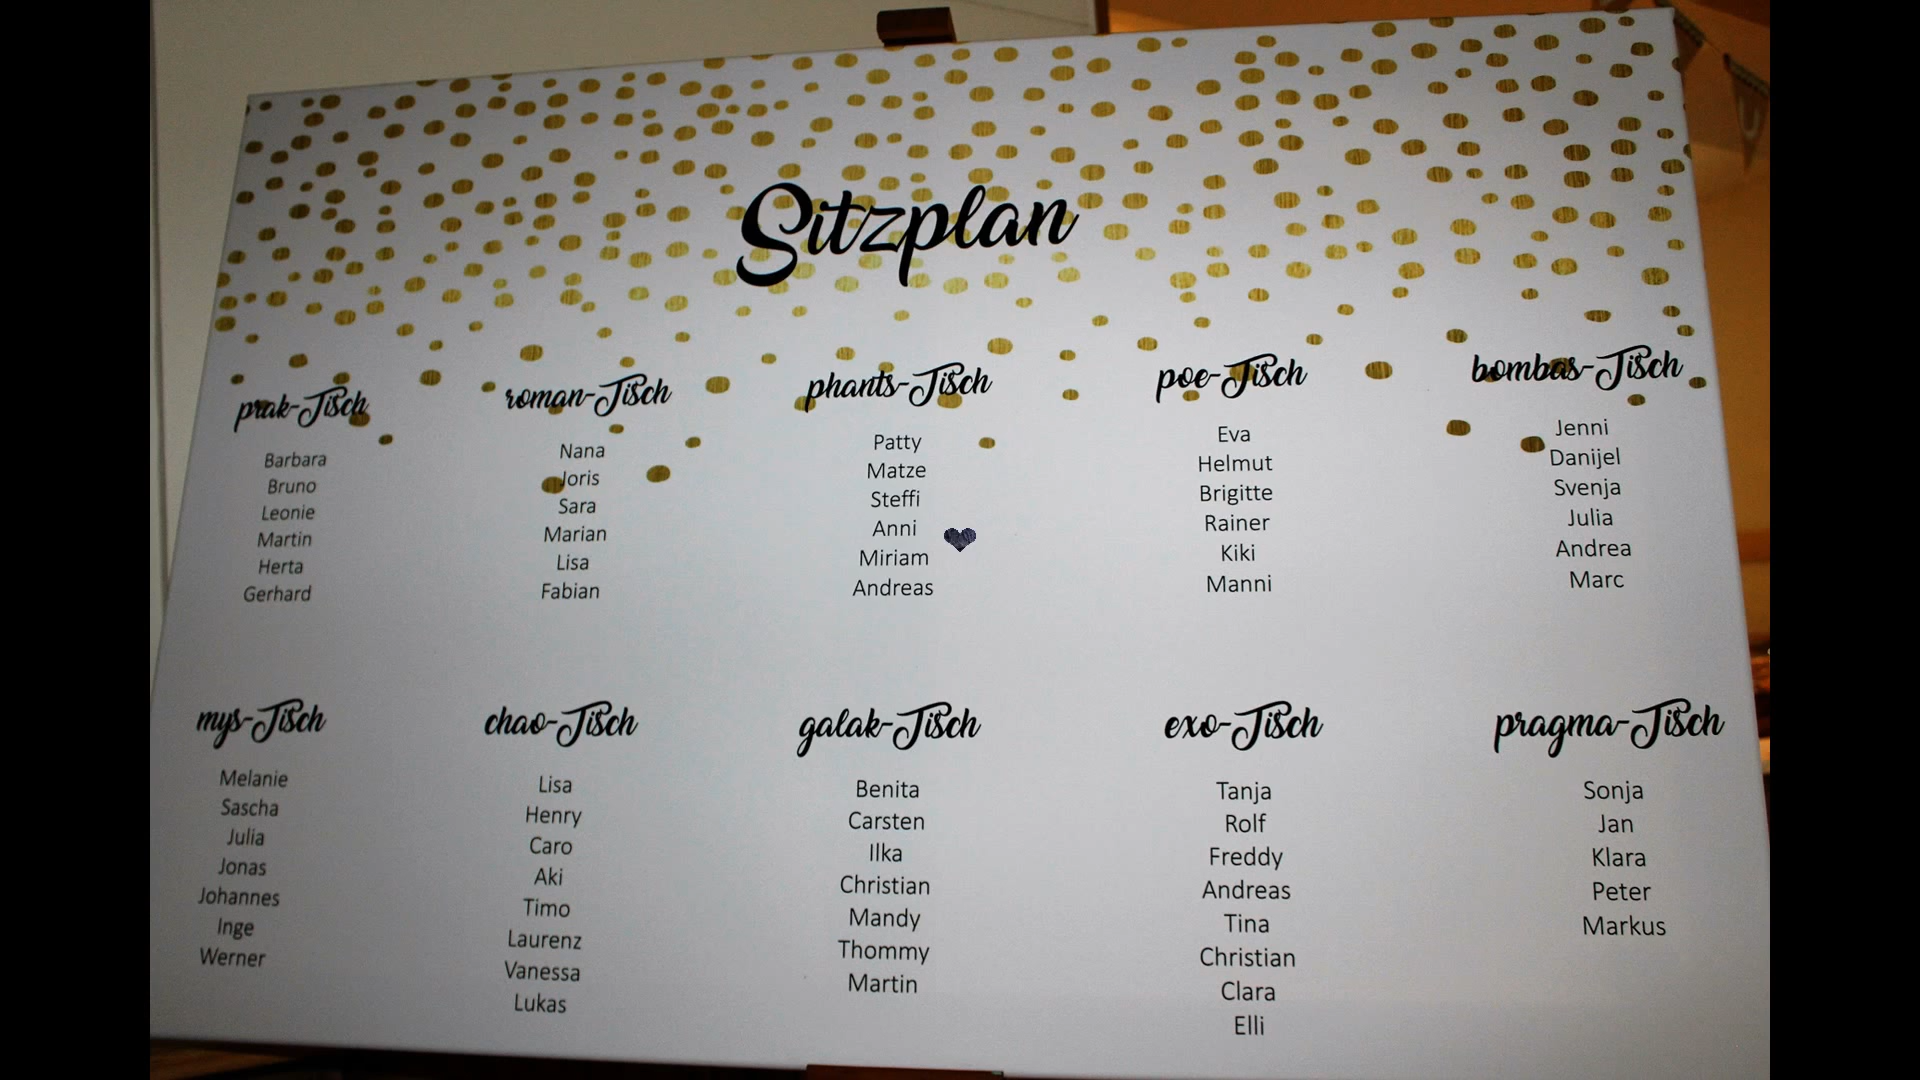 Sitzplan
prak-Tisch
Barbara
Bruno
Leonie
Martin
Herta
Gerhard
roman-Tisch
Nana
Joris
Sara
Marian
Lisa
Fabian
phants-Tisch
Patty
Matze
Steffi
Anni
Miriam
Andreas
poe-Tisch
Eva
Helmut
Brigitte
Rainer
Kiki
Manni
bombas-Tisch
Jenni
Danijel
Svenja
Julia
Andrea
Marc
mys-Tisch
Melanie
Sascha
Julia
Jonas
Johannes
Inge
Werner
chao-Tisch
Lisa
Henry
Caro
Aki
Timo
Laurenz
Vanessa
Lukas
galak-Tisch
Benita
Carsten
Ilka
Christian
Mandy
Thommy
Martin
exo-Tisch
Tanja
Rolf
Freddy
Andreas
Tina
Christian
Clara
Elli
pragma-Tisch
Sonja
Jan
Klara
Peter
Markus